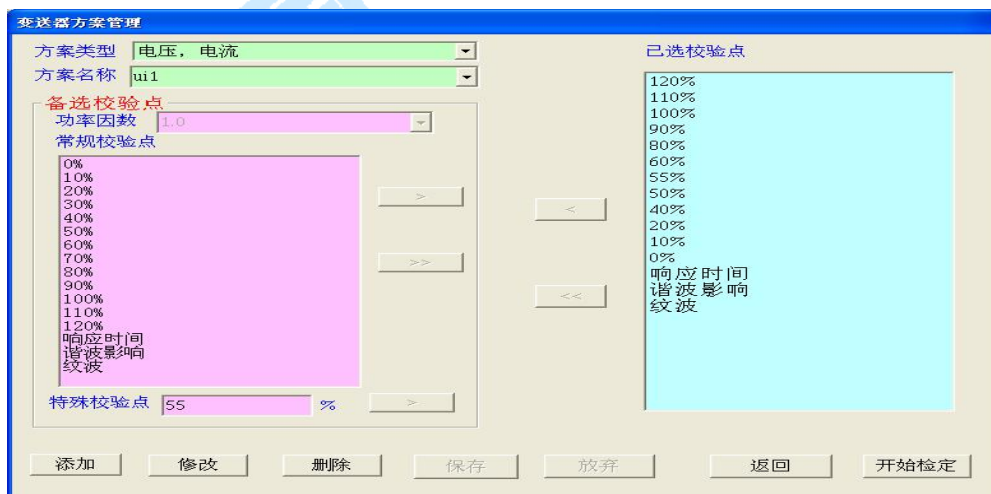 变送器方案管理
方案类型 电压，电流
方案名称 ui1
备选校验点
功率因数 1.0
常规校验点
0%
10%
20%
30%
40%
50%
60%
70%
80%
90%
100%
110%
120%
响应时间
谐波影响
纹波
>
>>
特殊校验点 55 % >
<
<<
已选校验点
120%
110%
100%
90%
80%
60%
55%
50%
40%
20%
10%
0%
响应时间
谐波影响
纹波
添加 修改 删除 保存 放弃 返回 开始检定